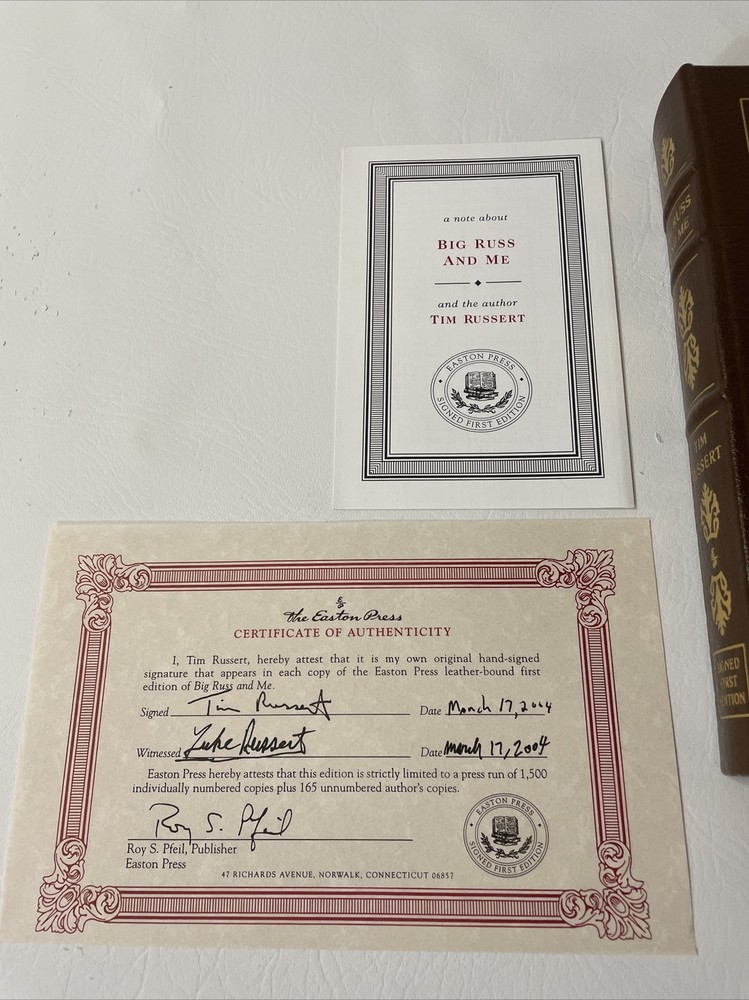 a note about
BIG RUSS
AND ME
and the author
TIM RUSSERT
EASTON PRESS
SIGNED FIRST EDITION
RUSS
ME
TIM
SSERT
SIGNED
FIRST
DITION
The Easton Press
CERTIFICATE OF AUTHENTICITY
I, Tim Russert, hereby attest that it is my own original hand-signed
signature that appears in each copy of the Easton Press leather-bound first
edition of Big Russ and Me.
Signed Tim Russert Date March 17, 2004
Witnessed Luke Russert Date March 17, 2004
Easton Press hereby attests that this edition is strictly limited to a press run of 1,500
individually numbered copies plus 165 unnumbered author's copies.
Roy S. Pfeil
Roy S. Pfeil, Publisher
Easton Press
EASTON PRESS
SIGNED FIRST EDITION
47 RICHARDS AVENUE, NORWALK, CONNECTICUT 06857